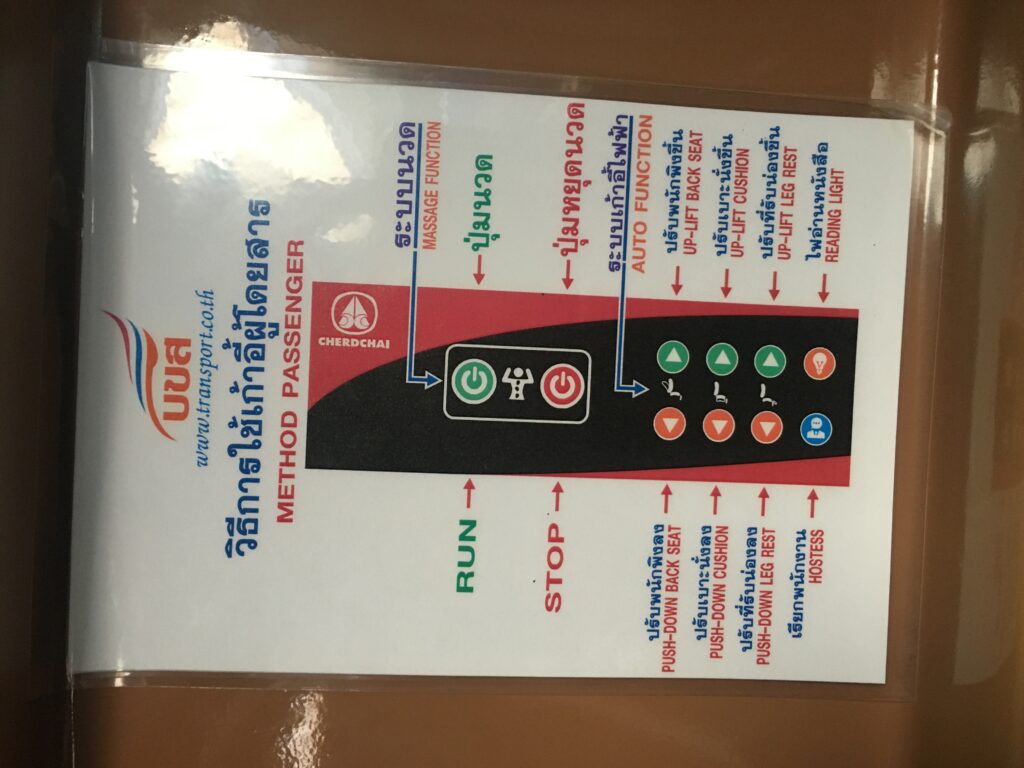 บขส
www.transport.co.th
วิธีการใช้เก้าอี้ผู้โดยสาร
METHOD PASSENGER
CHERDCHAI
ระบบนวด
MASSAGE FUNCTION
RUN
ปุ่มนวด
STOP
ปุ่มหยุดนวด
ระบบเก้าอี้ไฟฟ้า
AUTO FUNCTION
ปรับพนักพิงลง
PUSH-DOWN BACK SEAT
ปรับพนักพิงขึ้น
UP-LIFT BACK SEAT
ปรับเบาะนั่งลง
PUSH-DOWN CUSHION
ปรับเบาะนั่งขึ้น
UP-LIFT CUSHION
ปรับที่รับน่องลง
PUSH-DOWN LEG REST
ปรับที่รับน่องขึ้น
UP-LIFT LEG REST
เรียกพนักงาน
HOSTESS
ไฟอ่านหนังสือ
READING LIGHT